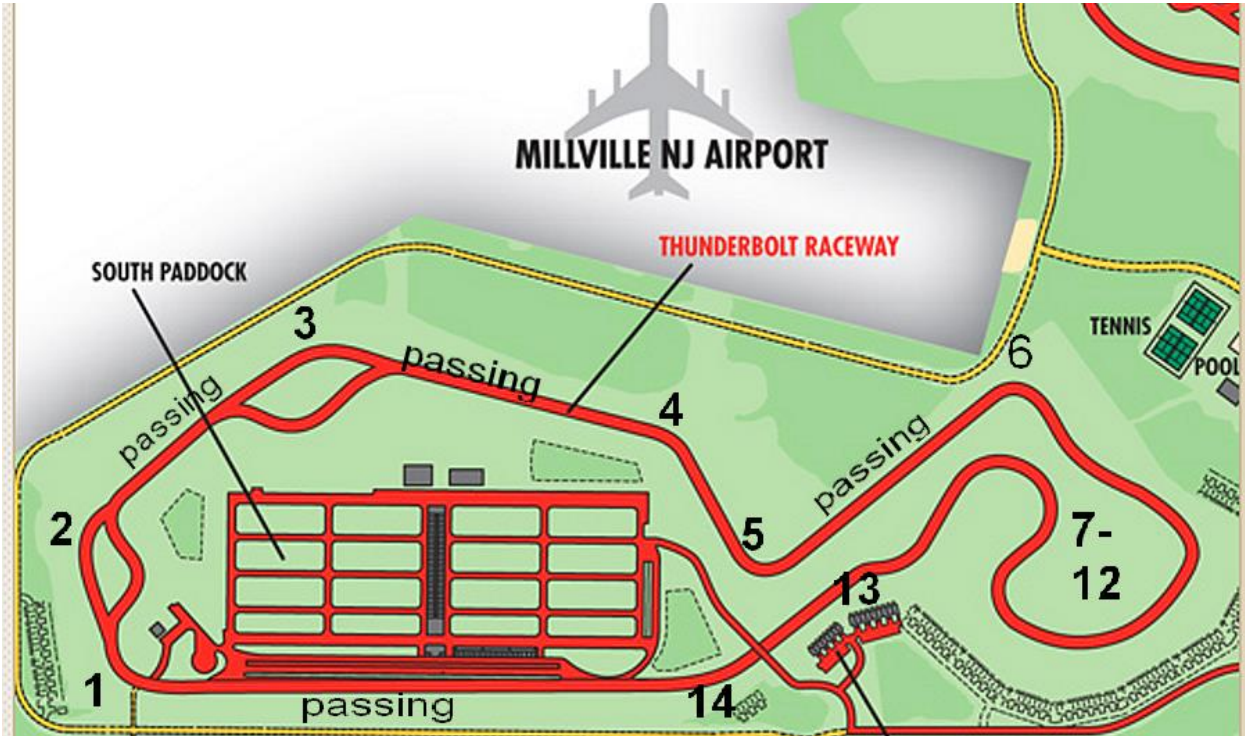 MILLVILLE NJ AIRPORT
THUNDERBOLT RACEWAY
SOUTH PADDOCK
3
passing
passing
TENNIS
6
POOL
4
passing
2
5
7-
12
13
1
passing
14